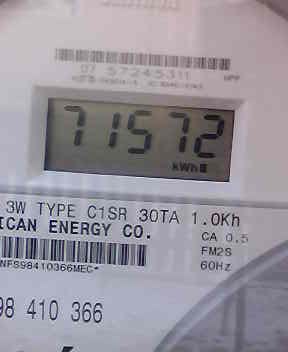 07 57245311
71572
kWh
3W TYPE C1SR 30TA 1.0Kh
ICAN ENERGY CO.
CA 0.5
FM2S
60Hz
NFS98410366MEC*
98 410 366